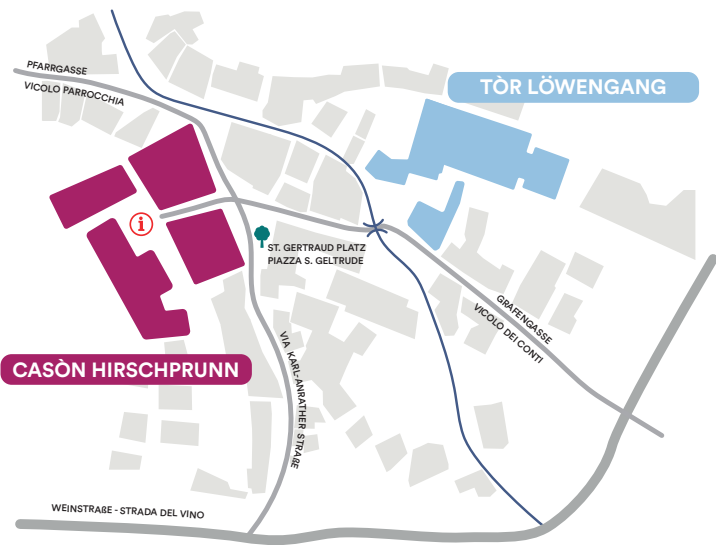 PFARRGASSE
VICOLO PARROCCHIA
TÒR LÖWENGANG
i
ST. GERTRAUD PLATZ
PIAZZA S. GELTRUDE
GRAFENGASSE
VICOLO DEI CONTI
CASÒN HIRSCHPRUNN
VIA KARL-ANRATHER STRAßE
WEINSTRAßE - STRADA DEL VINO